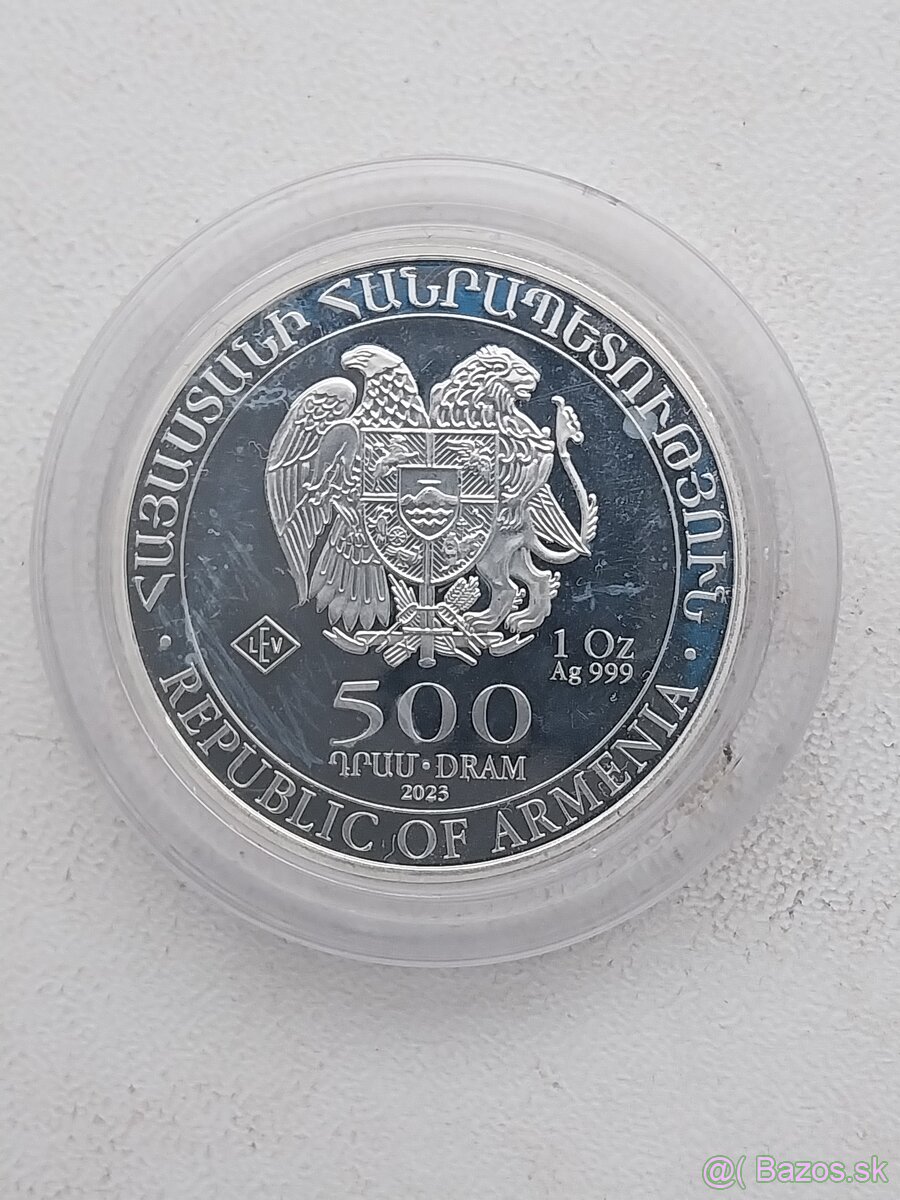 ՀԱՅԱՍՏԱՆԻ ՀԱՆՐԱՊԵՏՈՒԹՅՈՒՆ
LEV
1 Oz
Ag 999
500
ԴՐԱՄ · DRAM
2023
· REPUBLIC OF ARMENIA ·
@( Bazos.sk